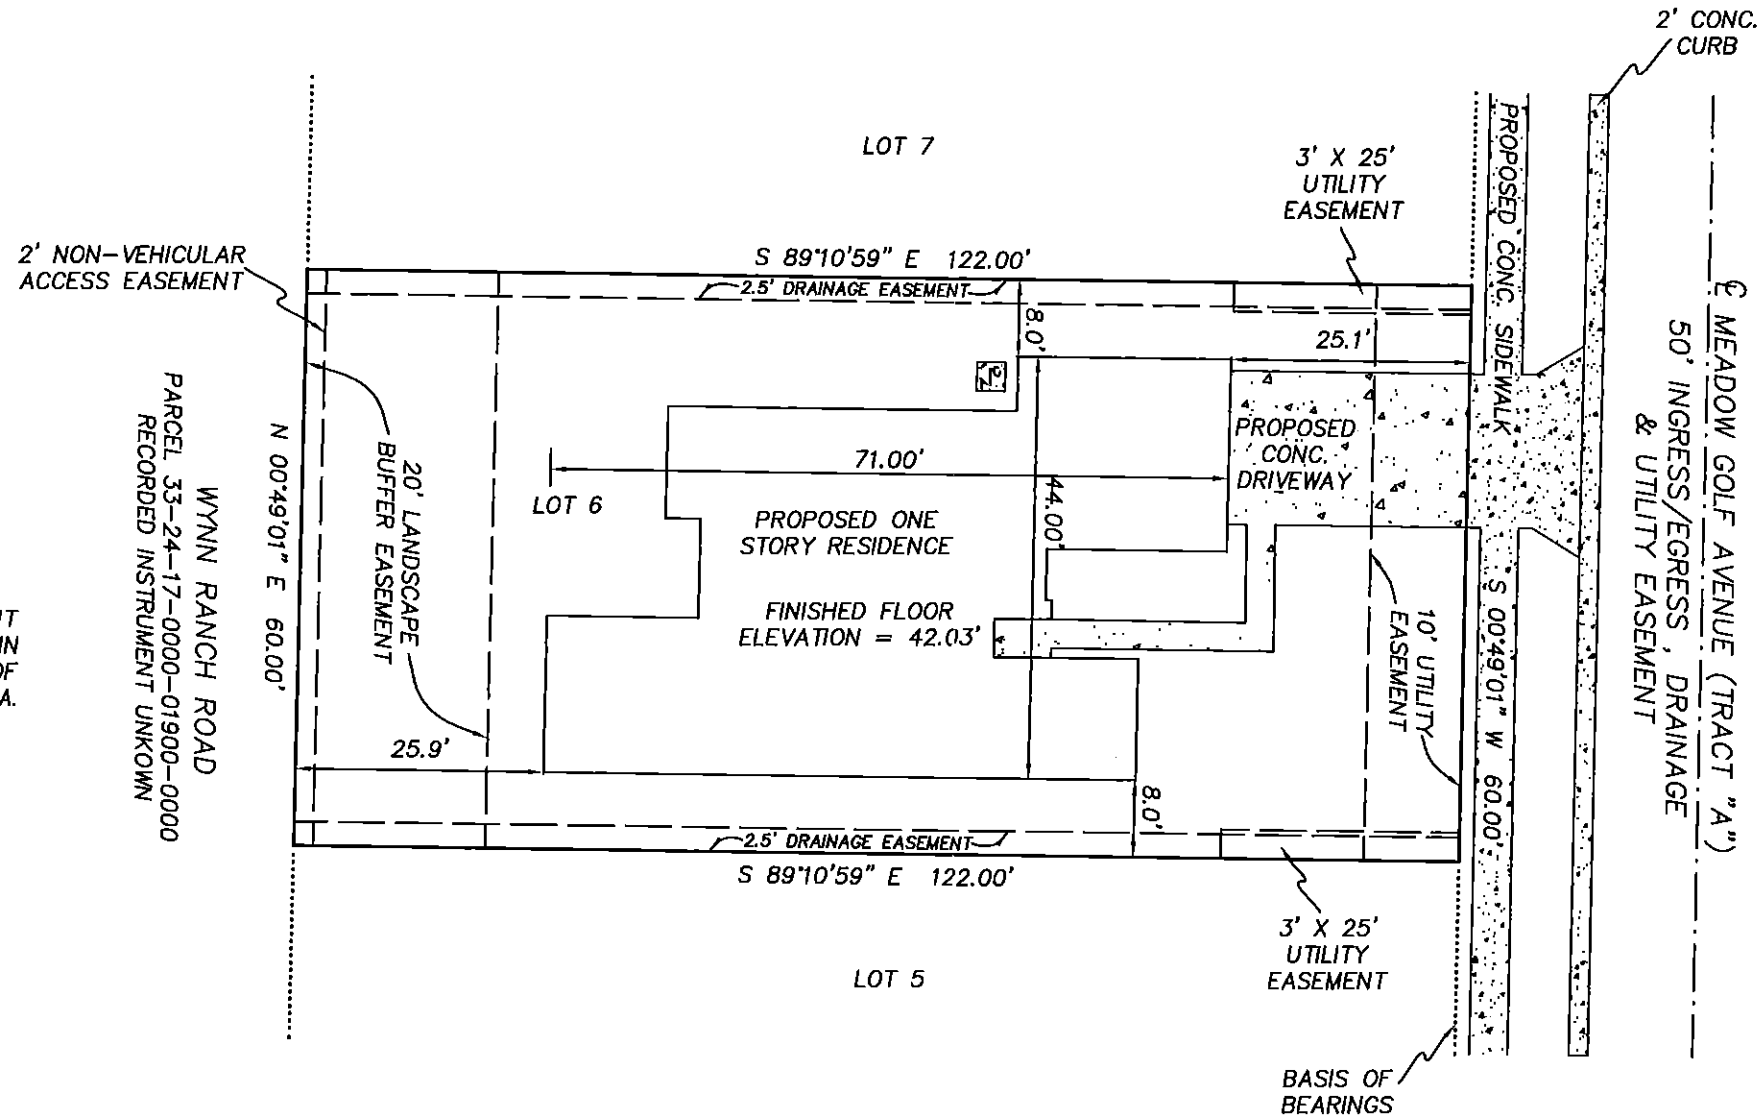 2' CONC.
CURB
LOT 7
3' X 25'
UTILITY
EASEMENT
PROPOSED CONC. SIDEWALK
℄ MEADOW GOLF AVENUE (TRACT "A")
50' INGRESS/EGRESS, DRAINAGE
& UTILITY EASEMENT
2' NON-VEHICULAR
ACCESS EASEMENT
S 89°10'59" E 122.00'
2.5' DRAINAGE EASEMENT
8.0'
25.1'
PROPOSED
CONC.
DRIVEWAY
71.00'
LOT 6
44.00'
PROPOSED ONE
STORY RESIDENCE
FINISHED FLOOR
ELEVATION = 42.03'
20' LANDSCAPE
BUFFER EASEMENT
N 00°49'01" E 60.00'
WYNN RANCH ROAD
PARCEL 33-24-17-0000-01900-0000
RECORDED INSTRUMENT UNKOWN
10' UTILITY
EASEMENT
S 00°49'01" W 60.00'
25.9'
8.0'
2.5' DRAINAGE EASEMENT
S 89°10'59" E 122.00'
3' X 25'
UTILITY
EASEMENT
LOT 5
BASIS OF
BEARINGS
IN
OF
A.